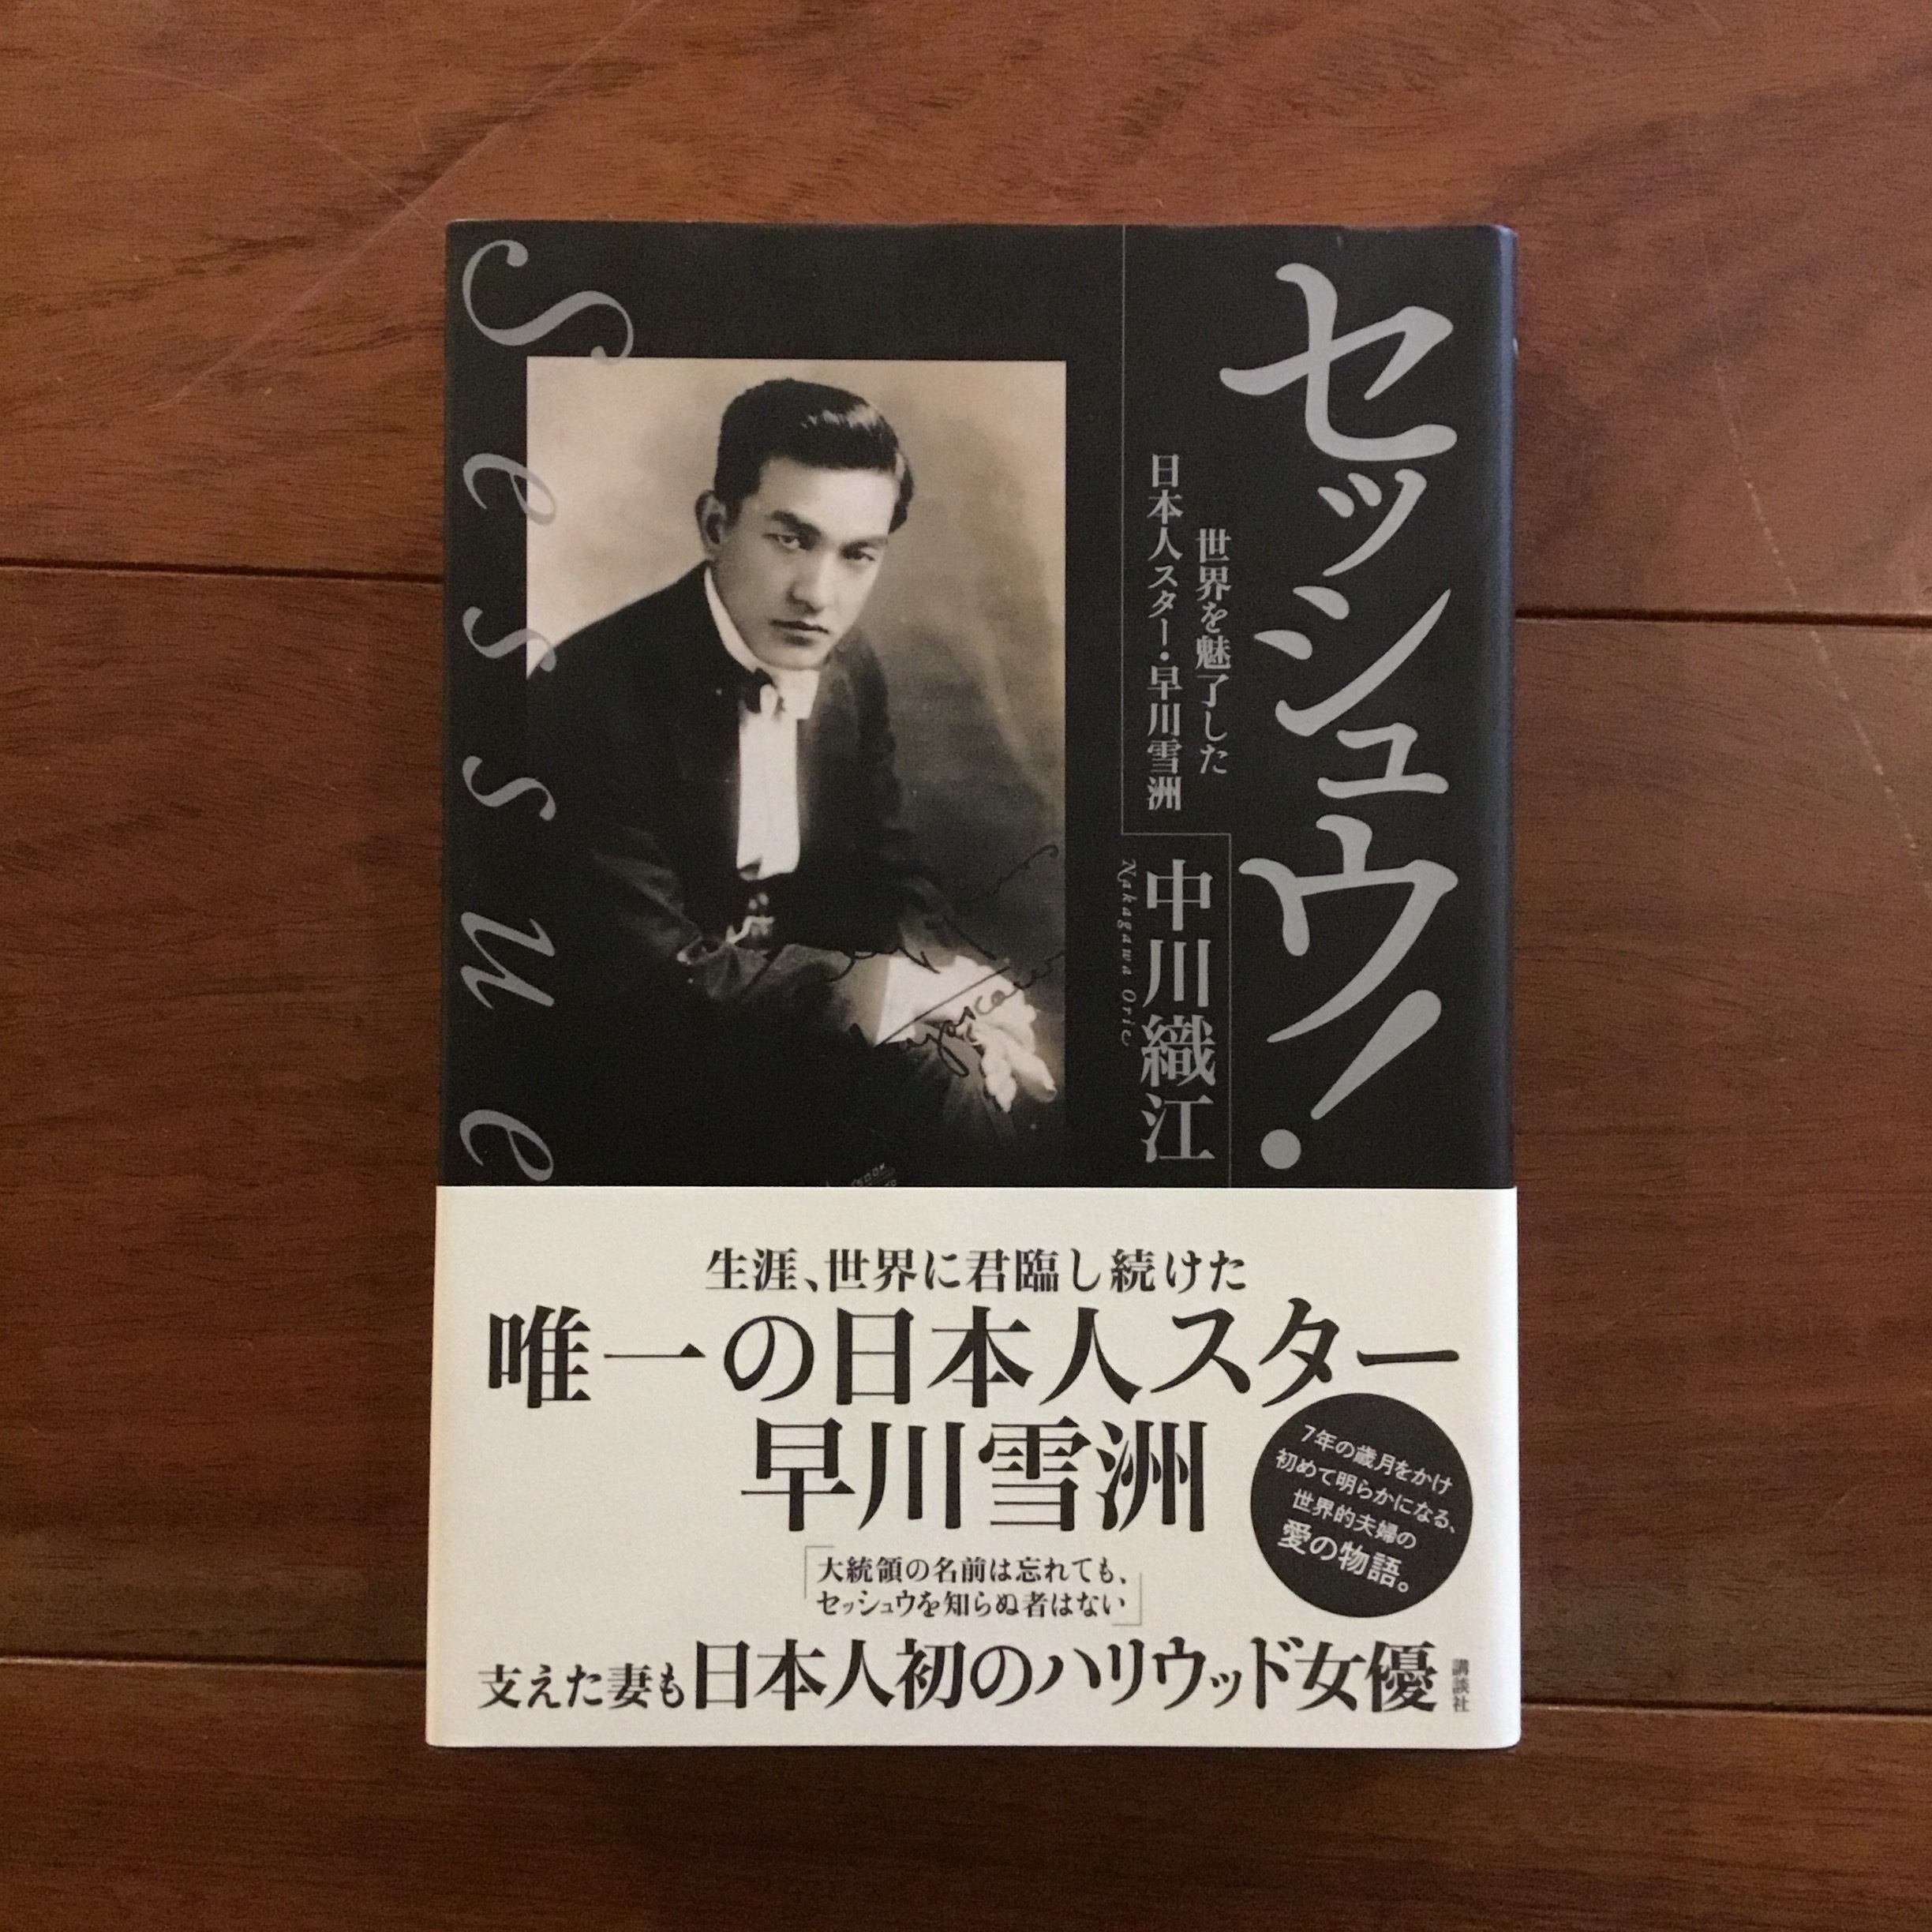 セッシュウ!
世界を魅了した
日本人スター・早川雪洲
中川織江
Nakagawa Orie
Sessue
生涯、世界に君臨し続けた
唯一の日本人スター
早川雪洲
7年の歳月をかけ
初めて明らかになる、
世界的夫婦の
愛の物語。
「大統領の名前は忘れても、
セッシュウを知らぬ者はない」
支えた妻も日本人初のハリウッド女優
講談社